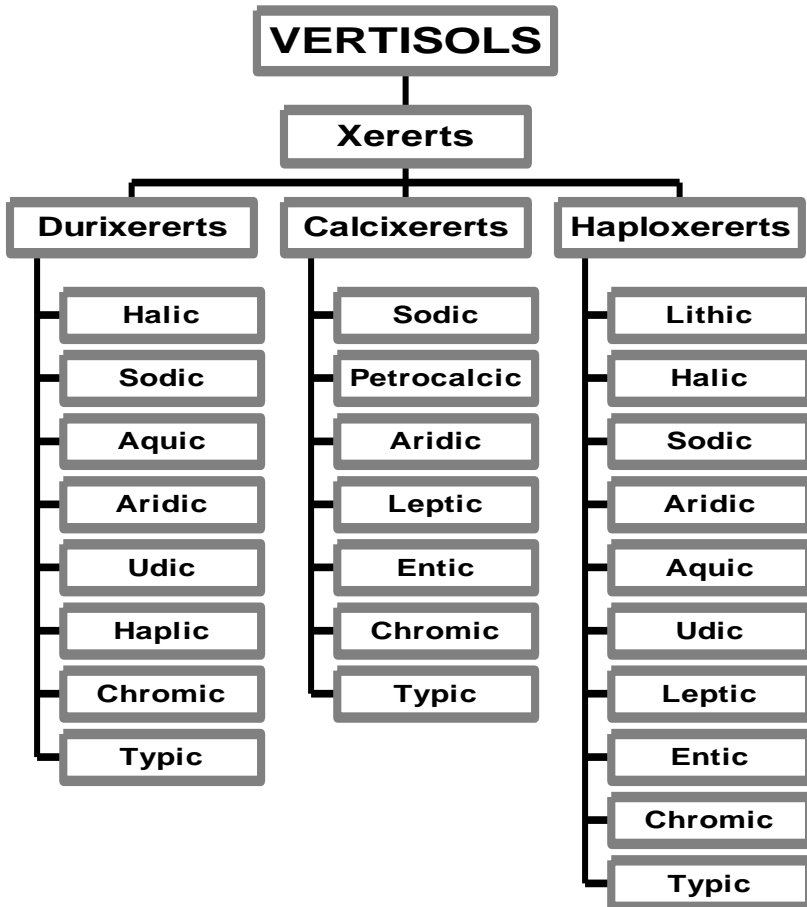 VERTISOLS
Xererts
Durixererts
Halic
Sodic
Aquic
Aridic
Udic
Haplic
Chromic
Typic
Calcixererts
Sodic
Petrocalcic
Aridic
Leptic
Entic
Chromic
Typic
Haploxererts
Lithic
Halic
Sodic
Aridic
Aquic
Udic
Leptic
Entic
Chromic
Typic